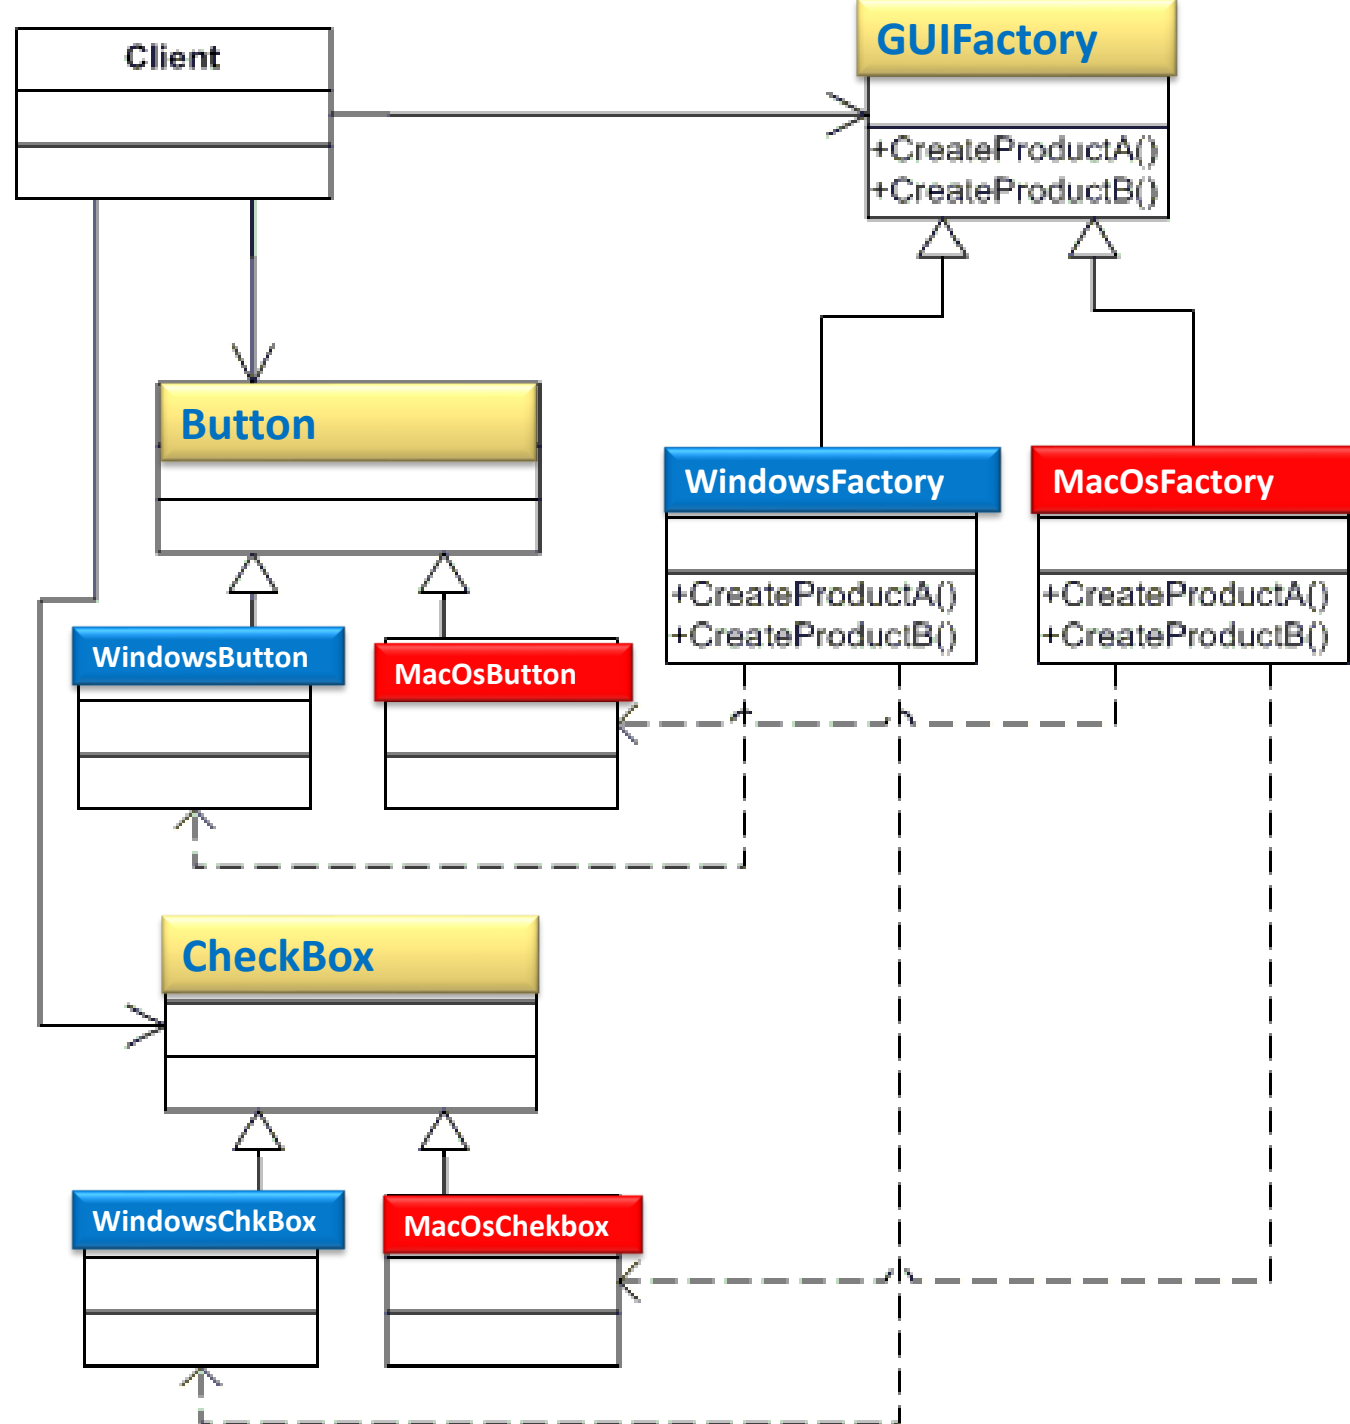 Client
GUIFactory
+CreateProductA()
+CreateProductB()
Button
WindowsFactory
+CreateProductA()
+CreateProductB()
MacOsFactory
+CreateProductA()
+CreateProductB()
WindowsButton
MacOsButton
CheckBox
WindowsChkBox
MacOsChekbox